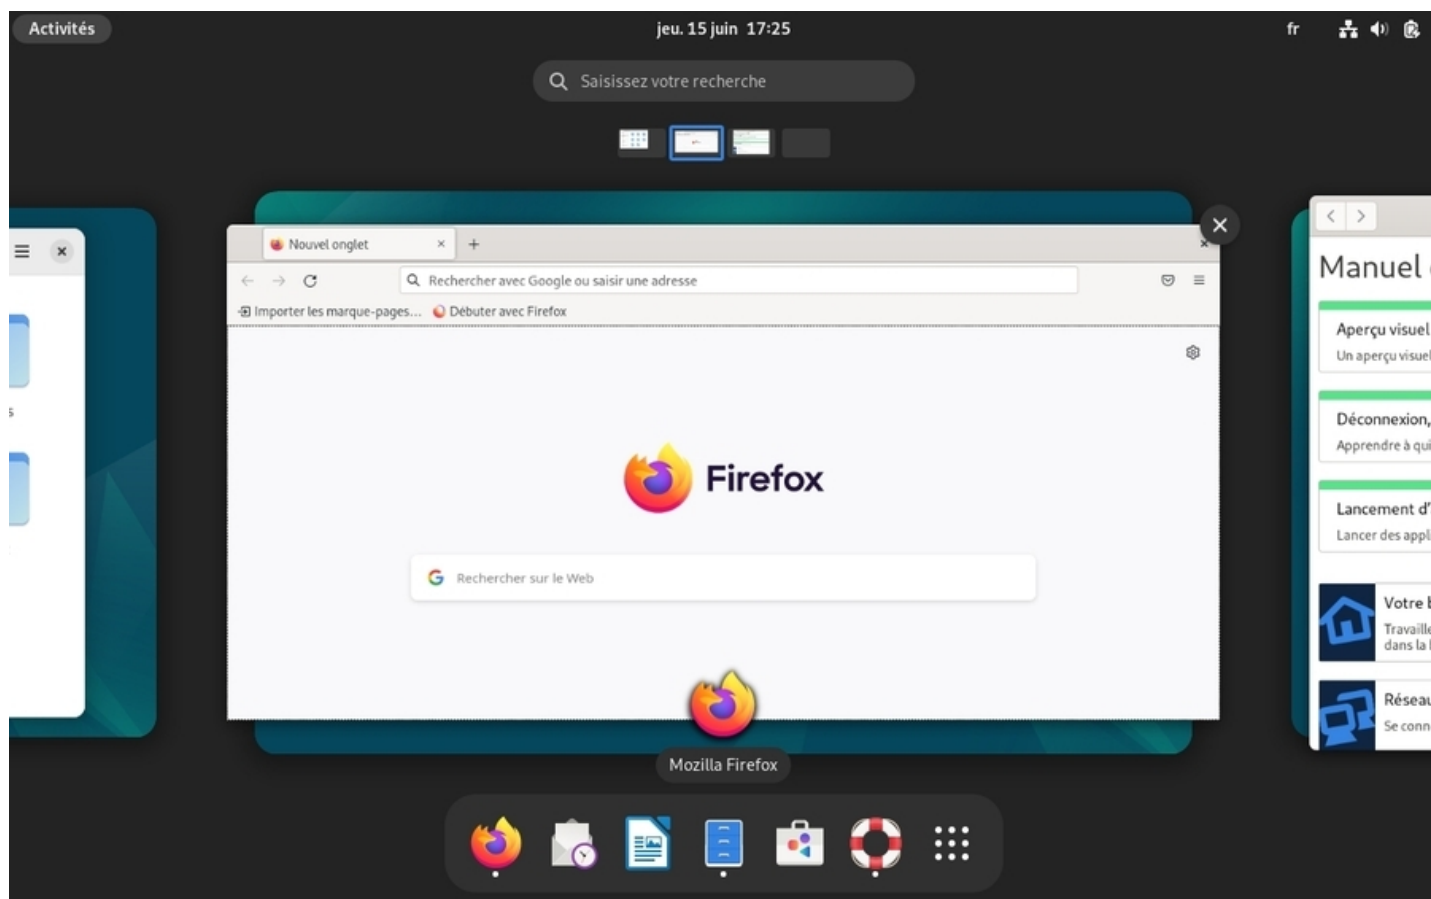 Activités
jeu. 15 juin 17:25
fr
Saisissez votre recherche
Nouvel onglet
Rechercher avec Google ou saisir une adresse
Importer les marque-pages...
Débuter avec Firefox
Firefox
Rechercher sur le Web
Mozilla Firefox
s
Manuel
Aperçu visuel
Un aperçu visuel
Déconnexion,
Apprendre à qui
Lancement d'
Lancer des appli
Votre b
Travaille
dans la
Réseau
Se conn